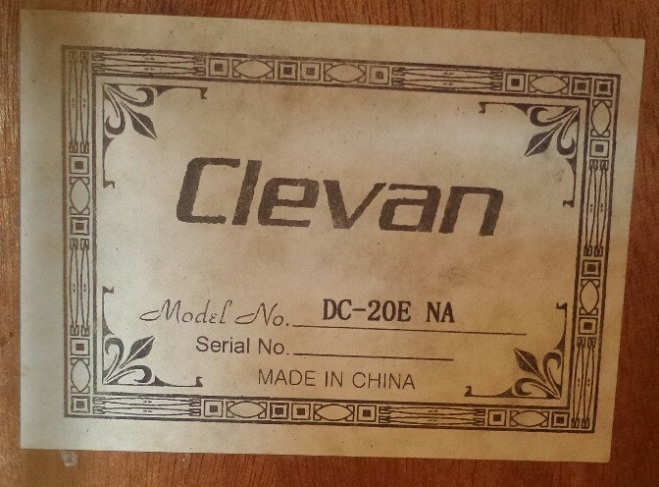 Clevan
Model No. DC-20E NA
Serial No.
MADE IN CHINA